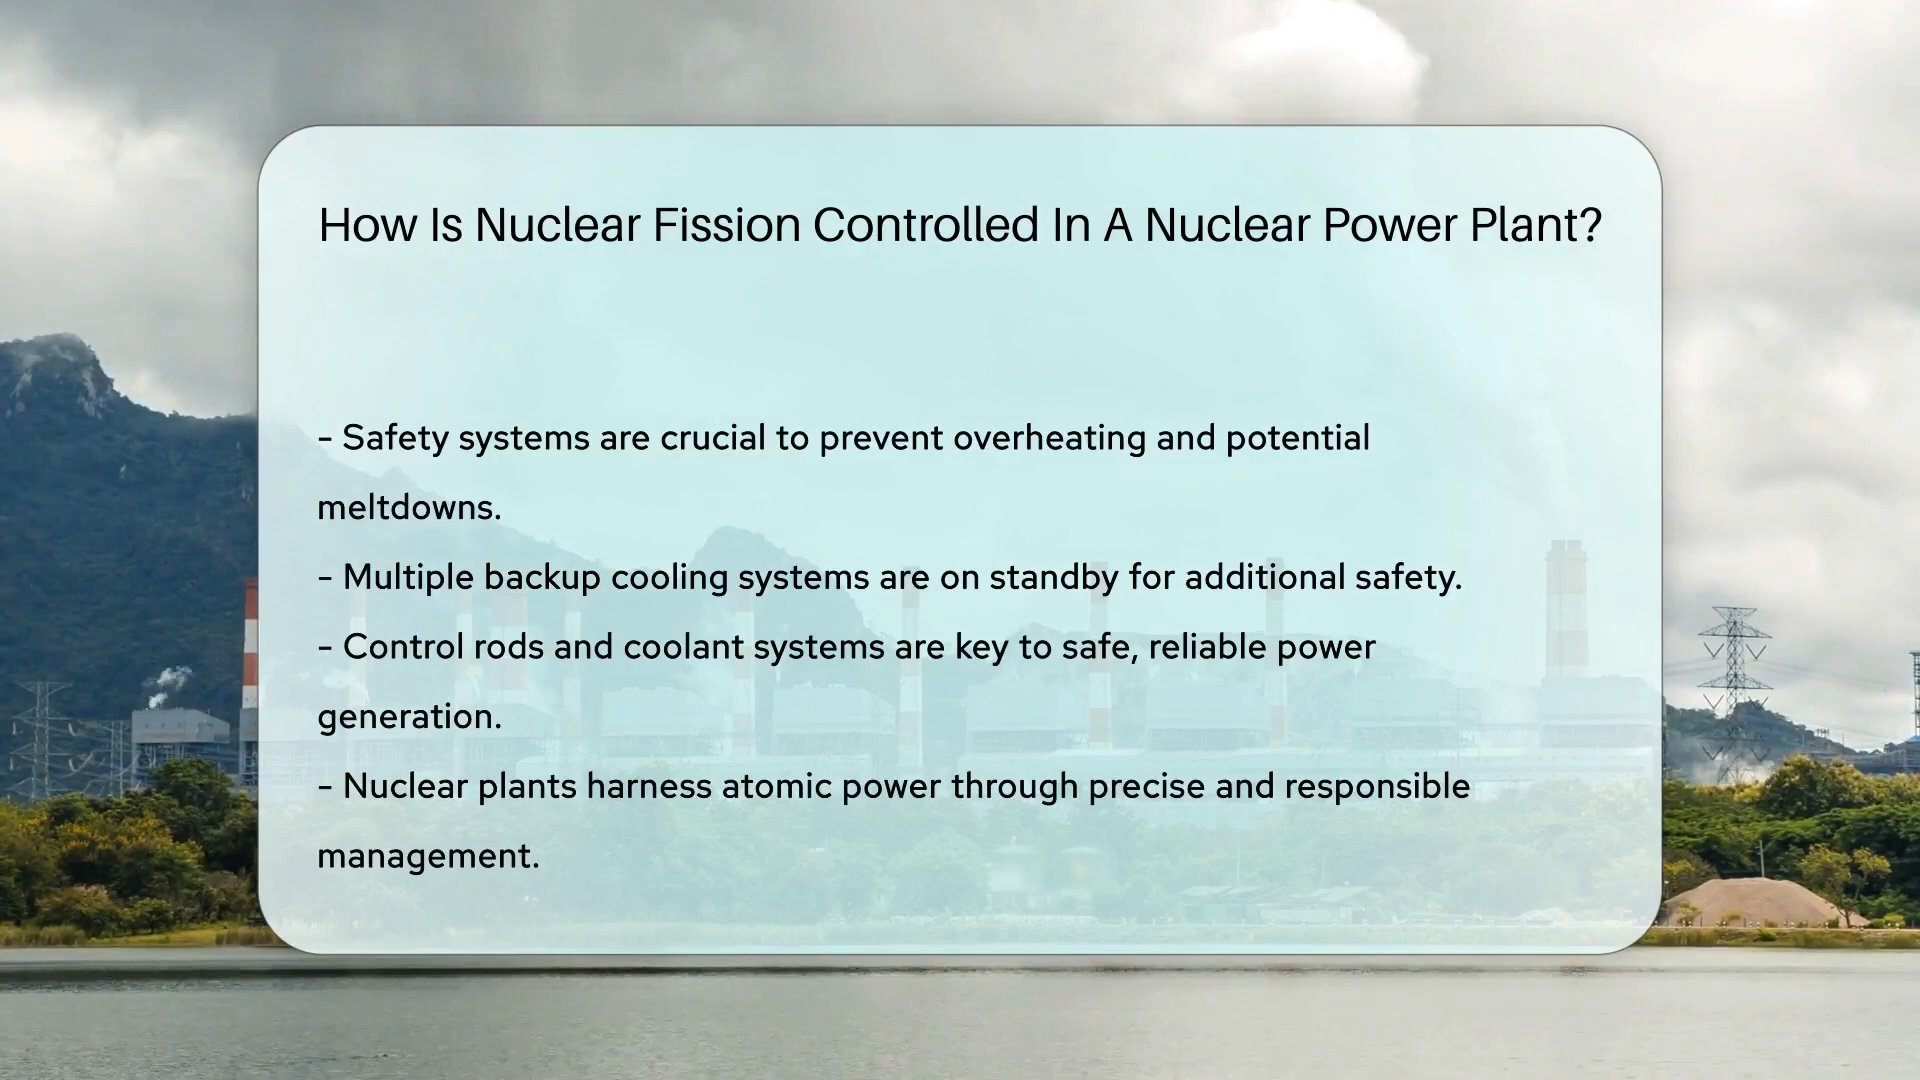 How Is Nuclear Fission Controlled In A Nuclear Power Plant?
- Safety systems are crucial to prevent overheating and potential
meltdowns.
- Multiple backup cooling systems are on standby for additional safety.
- Control rods and coolant systems are key to safe, reliable power
generation.
- Nuclear plants harness atomic power through precise and responsible
management.